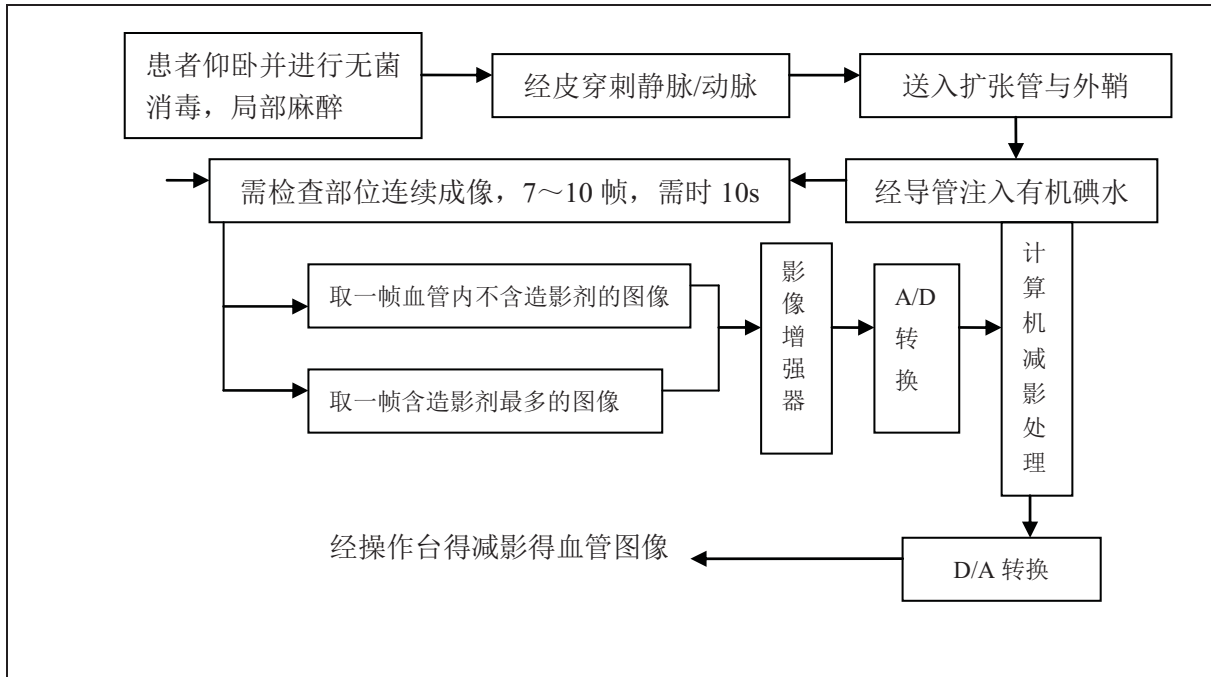 患者仰卧并进行无菌
消毒，局部麻醉
经皮穿刺静脉/动脉
送入扩张管与外鞘
需检查部位连续成像，7～10 帧，需时 10s
经导管注入有机碘水
取一帧血管内不含造影剂的图像
取一帧含造影剂最多的图像
影像增强器
A/D
转换
计算机减影处理
经操作台得减影得血管图像
D/A 转换